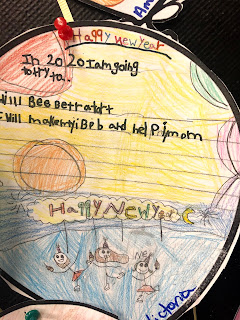 Happy new year
In 2020 I am going
to try to.
will Bee Bettr at
I Will make my Bed and help my mom
Happy New Year
Victoria